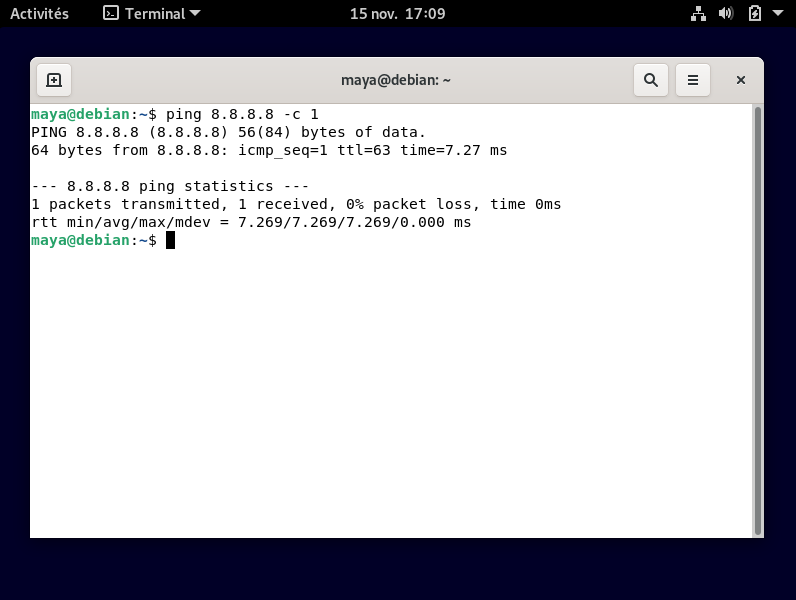 Activités Terminal 15 nov. 17:09
maya@debian: ~
maya@debian:~$ ping 8.8.8.8 -c 1
PING 8.8.8.8 (8.8.8.8) 56(84) bytes of data.
64 bytes from 8.8.8.8: icmp_seq=1 ttl=63 time=7.27 ms
--- 8.8.8.8 ping statistics ---
1 packets transmitted, 1 received, 0% packet loss, time 0ms
rtt min/avg/max/mdev = 7.269/7.269/7.269/0.000 ms
maya@debian:~$